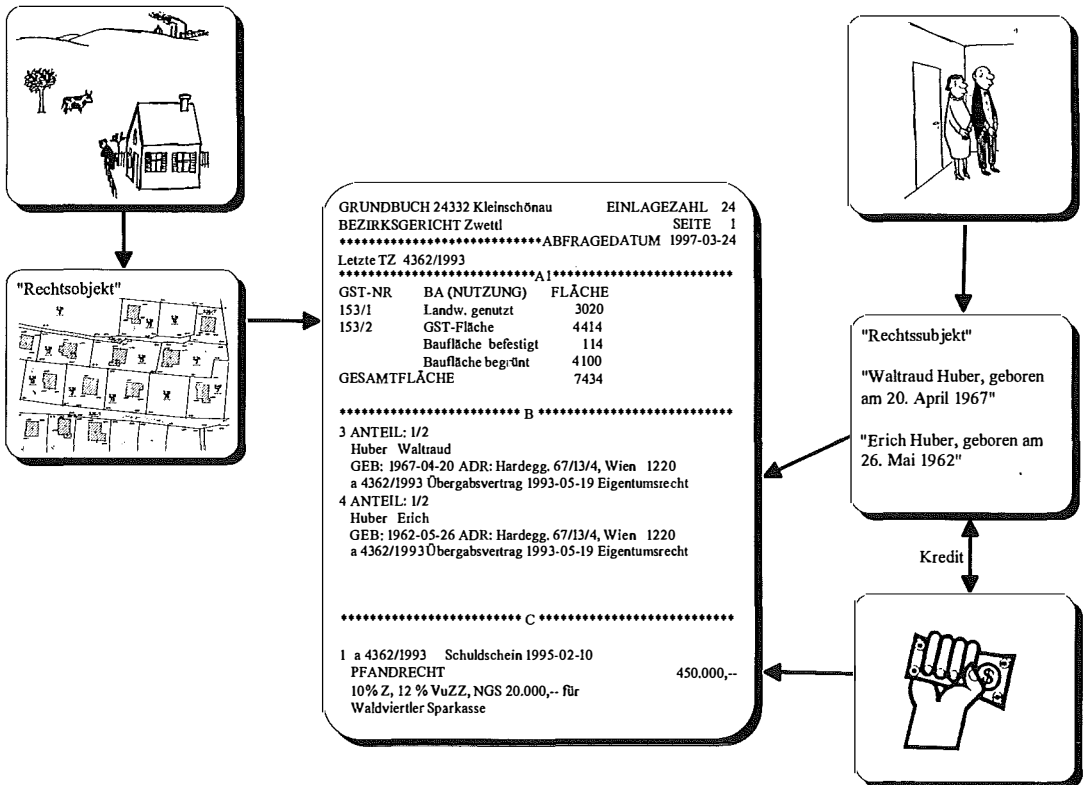 "Rechtsobjekt"
GRUNDBUCH 24332 Kleinschönau EINLAGEZAHL 24
BEZIRKSGERICHT Zwettl SEITE 1
****************************ABFRAGEDATUM 1997-03-24
Letzte TZ 4362/1993
****************************A1**************************
GST-NR BA (NUTZUNG) FLÄCHE
153/1 Landw. genutzt 3020
153/2 GST-Fläche 4414
Baufläche befestigt 114
Baufläche begrünt 4100
GESAMTFLÄCHE 7434
************************** B ****************************
3 ANTEIL: 1/2
Huber Waltraud
GEB: 1967-04-20 ADR: Hardegg. 67/13/4, Wien 1220
a 4362/1993 Übergabsvertrag 1993-05-19 Eigentumsrecht
4 ANTEIL: 1/2
Huber Erich
GEB: 1962-05-26 ADR: Hardegg. 67/13/4, Wien 1220
a 4362/1993 Übergabsvertrag 1993-05-19 Eigentumsrecht
************************** C ****************************
1 a 4362/1993 Schuldschein 1995-02-10
PFANDRECHT 450.000,--
10% Z, 12 % VuZZ, NGS 20.000,-- für
Waldviertler Sparkasse
"Rechtssubjekt"
"Waltraud Huber, geboren
am 20. April 1967"
"Erich Huber, geboren am
26. Mai 1962"
Kredit
$